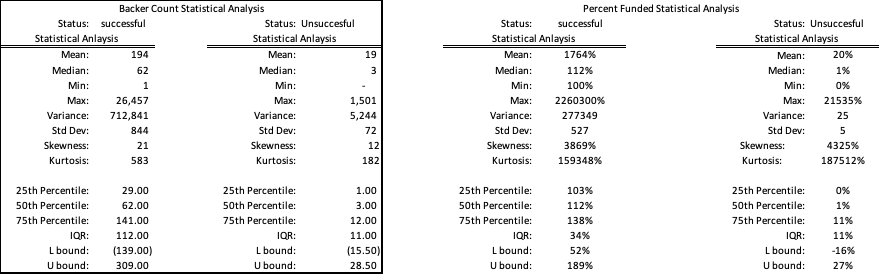 Backer Count Statistical Analysis
Status: successful Status: Unsuccesful
Statistical Anlaysis Statistical Anlaysis
Mean: 194 Mean: 19
Median: 62 Median: 3
Min: 1 Min: -
Max: 26,457 Max: 1,501
Variance: 712,841 Variance: 5,244
Std Dev: 844 Std Dev: 72
Skewness: 21 Skewness: 12
Kurtosis: 583 Kurtosis: 182
25th Percentile: 29.00 25th Percentile: 1.00
50th Percentile: 62.00 50th Percentile: 3.00
75th Percentile: 141.00 75th Percentile: 12.00
IQR: 112.00 IQR: 11.00
L bound: (139.00) L bound: (15.50)
U bound: 309.00 U bound: 28.50
Percent Funded Statistical Analysis
Status: successful Status: Unsuccesful
Statistical Anlaysis Statistical Anlaysis
Mean: 1764% Mean: 20%
Median: 112% Median: 1%
Min: 100% Min: 0%
Max: 2260300% Max: 21535%
Variance: 277349 Variance: 25
Std Dev: 527 Std Dev: 5
Skewness: 3869% Skewness: 4325%
Kurtosis: 159348% Kurtosis: 187512%
25th Percentile: 103% 25th Percentile: 0%
50th Percentile: 112% 50th Percentile: 1%
75th Percentile: 138% 75th Percentile: 11%
IQR: 34% IQR: 11%
L bound: 52% L bound: -16%
U bound: 189% U bound: 27%